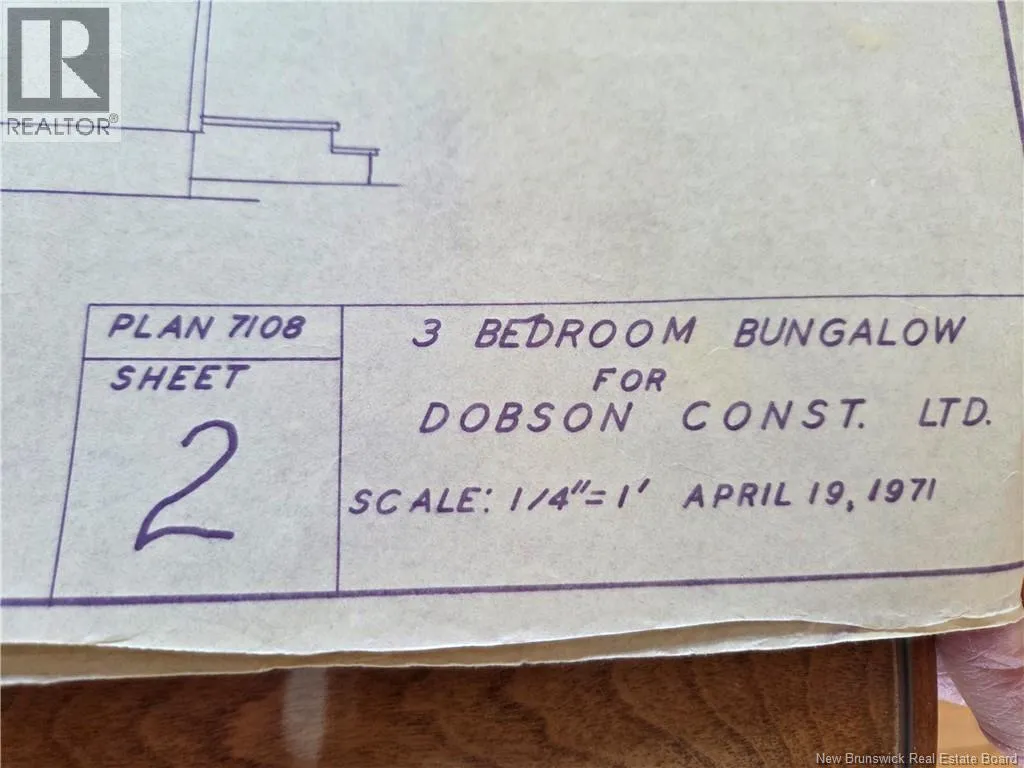 REALTOR®
PLAN 7108
SHEET
2
3 BEDROOM BUNGALOW
FOR
DOBSON CONST. LTD.
SCALE: 1/4"=1' APRIL 19, 1971
New Brunswick Real Estate Board